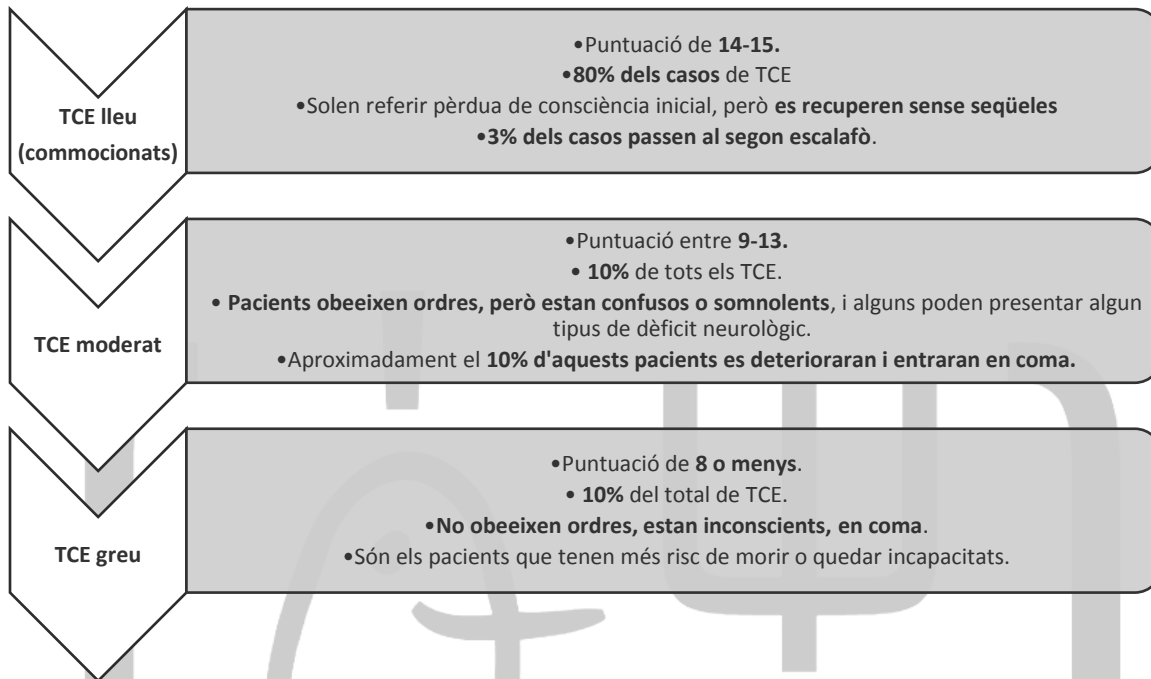 TCE lleu
(commocionats)
•Puntuació de 14-15.
•80% dels casos de TCE
•Solen referir pèrdua de consciència inicial, però es recuperen sense seqüeles
•3% dels casos passen al segon escalafò.
TCE moderat
•Puntuació entre 9-13.
• 10% de tots els TCE.
• Pacients obeeixen ordres, però estan confusos o somnolents, i alguns poden presentar algun
tipus de dèficit neurològic.
•Aproximadament el 10% d'aquests pacients es deterioraran i entraran en coma.
TCE greu
•Puntuació de 8 o menys.
• 10% del total de TCE.
•No obeeixen ordres, estan inconscients, en coma.
•Són els pacients que tenen més risc de morir o quedar incapacitats.